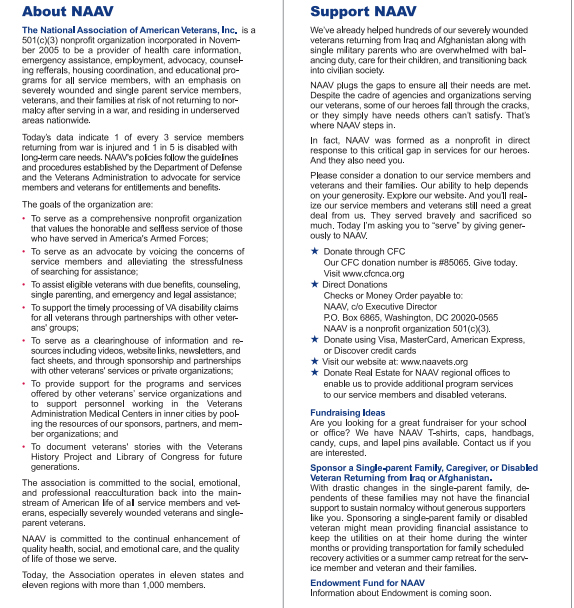 About NAAV
The National Association of American Veterans, Inc. is a
501(c)(3) nonprofit organization incorporated in Novem-
ber 2005 to be a provider of health care information,
emergency assistance, employment, advocacy, counsel-
ing refferals, housing coordination, and educational pro-
grams for all service members, with an emphasis on
severely wounded and single parent service members,
veterans, and their families at risk of not returning to nor-
malcy after serving in a war, and residing in underserved
areas nationwide.
Today's data indicate 1 of every 3 service members
returning from war is injured and 1 in 5 is disabled with
long-term care needs. NAAV's policies follow the guidelines
and procedures established by the Department of Defense
and the Veterans Administration to advocate for service
members and veterans for entitlements and benefits.
The goals of the organization are:
• To serve as a comprehensive nonprofit organization
that values the honorable and selfless service of those
who have served in America's Armed Forces;
• To serve as an advocate by voicing the concerns of
service members and alleviating the stressfulness
of searching for assistance;
• To assist eligible veterans with due benefits, counseling,
single parenting, and emergency and legal assistance;
• To support the timely processing of VA disability claims
for all veterans through partnerships with other veter-
ans' groups;
• To serve as a clearinghouse of information and re-
sources including videos, website links, newsletters, and
fact sheets, and through sponsorship and partnerships
with other veterans' services or private organizations;
• To provide support for the programs and services
offered by other veterans' service organizations and
to support personnel working in the Veterans
Administration Medical Centers in inner cities by pool-
ing the resources of our sponsors, partners, and mem-
ber organizations; and
• To document veterans' stories with the Veterans
History Project and Library of Congress for future
generations.
The association is committed to the social, emotional,
and professional reacculturation back into the main-
stream of American life of all service members and vet-
erans, especially severely wounded veterans and single-
parent veterans.
NAAV is committed to the continual enhancement of
quality health, social, and emotional care, and the quality
of life of those we serve.
Today, the Association operates in eleven states and
eleven regions with more than 1,000 members.
Support NAAV
We've already helped hundreds of our severely wounded
veterans returning from Iraq and Afghanistan along with
single military parents who are overwhelmed with bal-
ancing duty, care for their children, and transitioning back
into civilian society.
NAAV plugs the gaps to ensure all their needs are met.
Despite the cadre of agencies and organizations serving
our veterans, some of our heroes fall through the cracks,
or they simply have needs others can't satisfy. That's
where NAAV steps in.
In fact, NAAV was formed as a nonprofit in direct
response to this critical gap in services for our heroes.
And they also need you.
Please consider a donation to our service members and
veterans and their families. Our ability to help depends
on your generosity. Explore our website. And you'll real-
ize our service members and veterans still need a great
deal from us. They served bravely and sacrificed so
much. Today I'm asking you to "serve" by giving gener-
ously to NAAV.
★ Donate through CFC
Our CFC donation number is #85065. Give today.
Visit www.cfcnca.org
★ Direct Donations
Checks or Money Order payable to:
NAAV, c/o Executive Director
P.O. Box 6865, Washington, DC 20020-0565
NAAV is a nonprofit organization 501(c)(3).
★ Donate using Visa, MasterCard, American Express,
or Discover credit cards
★ Visit our website at: www.naavets.org
★ Donate Real Estate for NAAV regional offices to
enable us to provide additional program services
to our service members and disabled veterans.
Fundraising Ideas
Are you looking for a great fundraiser for your school
or office? We have NAAV T-shirts, caps, handbags,
candy, cups, and lapel pins available. Contact us if you
are interested.
Sponsor a Single-parent Family, Caregiver, or Disabled
Veteran Returning from Iraq or Afghanistan.
With drastic changes in the single-parent family, de-
pendents of these families may not have the financial
support to sustain normalcy without generous supporters
like you. Sponsoring a single-parent family or disabled
veteran might mean providing financial assistance to
keep the utilities on at their home during the winter
months or providing transportation for family scheduled
recovery activities or a summer camp retreat for the serv-
ice member and veteran and their families.
Endowment Fund for NAAV
Information about Endowment is coming soon.